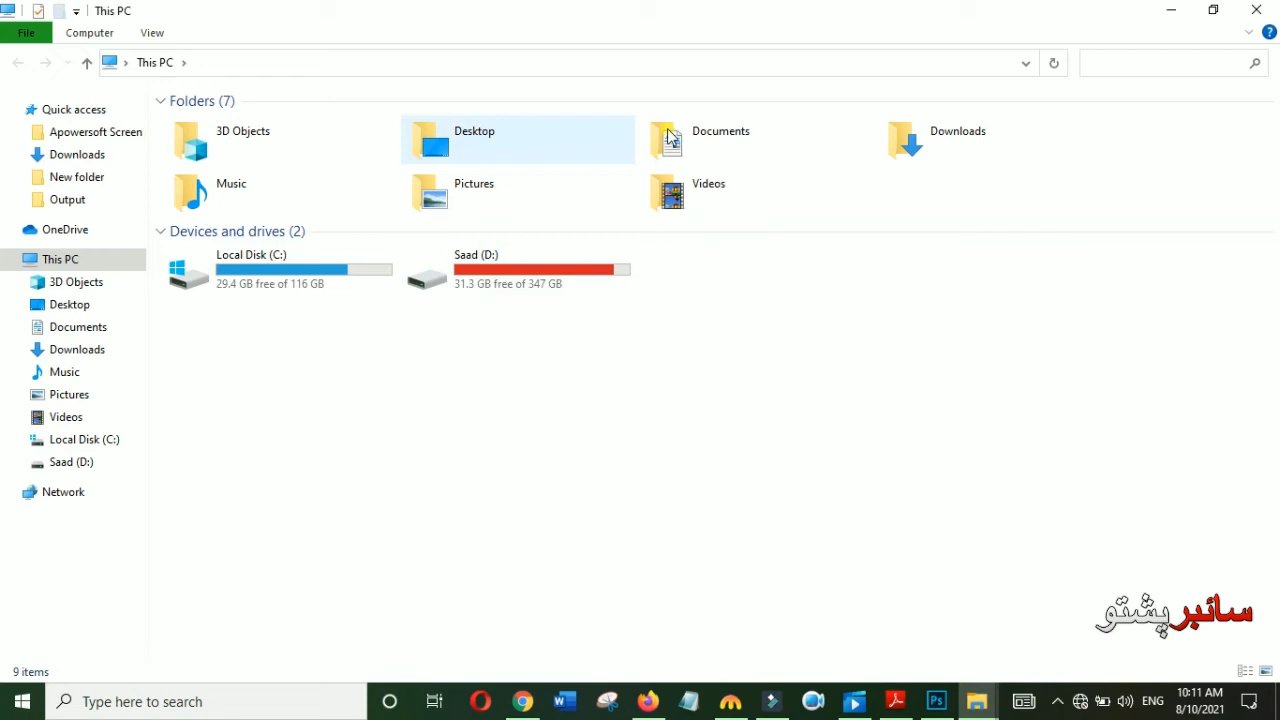 This PC
File
Computer
View
This PC
Quick access
Apowersoft Screen
Downloads
New folder
Output
OneDrive
This PC
3D Objects
Desktop
Documents
Downloads
Music
Pictures
Videos
Local Disk (C:)
Saad (D:)
Network
Folders (7)
3D Objects
Desktop
Documents
Downloads
Music
Pictures
Videos
Devices and drives (2)
Local Disk (C:)
29.4 GB free of 116 GB
Saad (D:)
31.3 GB free of 347 GB
سائبر پشتو
9 items
Type here to search
ENG
10:11 AM
8/10/2021